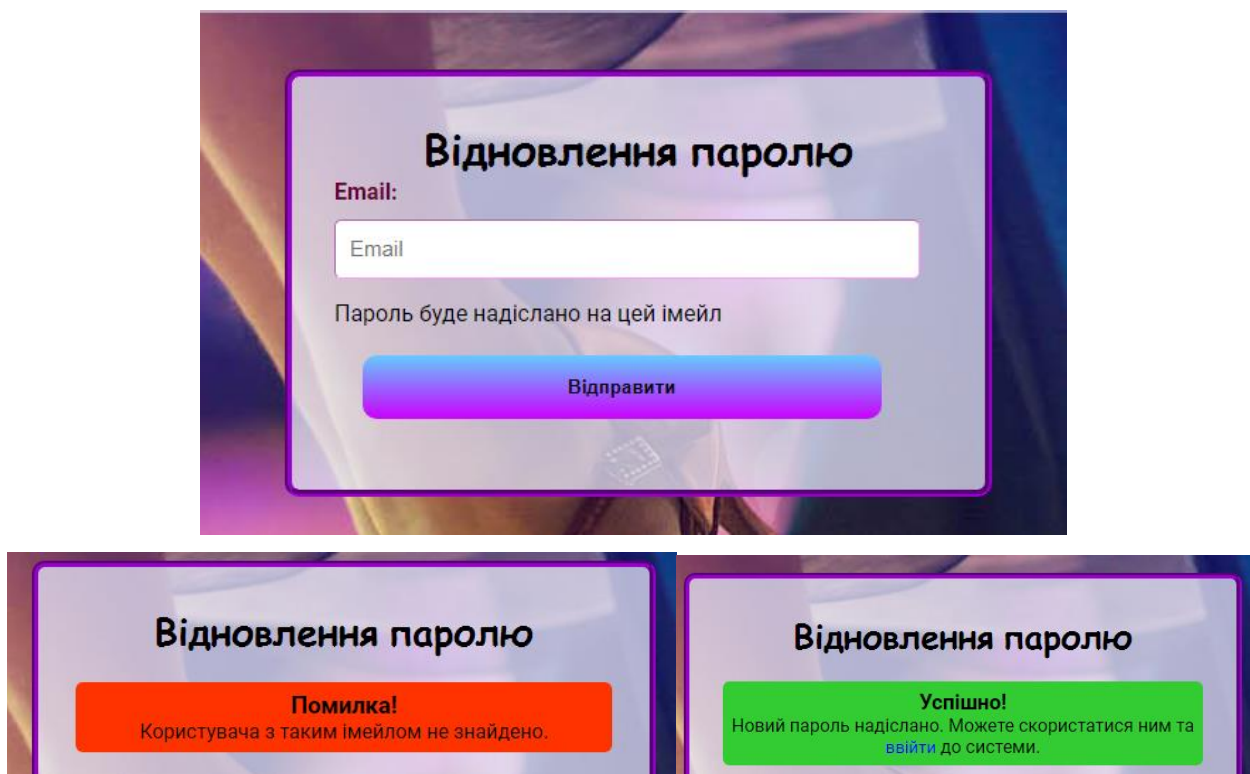 Відновлення паролю
Email:
Email
Пароль буде надіслано на цей імейл
Відправити
Відновлення паролю
Помилка!
Користувача з таким імейлом не знайдено.
Відновлення паролю
Успішно!
Новий пароль надіслано. Можете скористатися ним та
ввійти до системи.